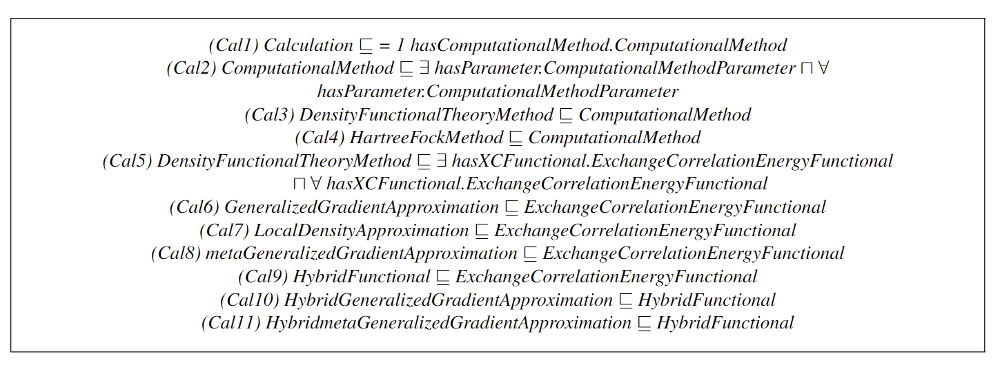 (Cal1) Calculation ⊑ = 1 hasComputationalMethod.ComputationalMethod
(Cal2) ComputationalMethod ⊑ ∃ hasParameter.ComputationalMethodParameter ⊓ ∀
hasParameter.ComputationalMethodParameter
(Cal3) DensityFunctionalTheoryMethod ⊑ ComputationalMethod
(Cal4) HartreeFockMethod ⊑ ComputationalMethod
(Cal5) DensityFunctionalTheoryMethod ⊑ ∃ hasXCFunctional.ExchangeCorrelationEnergyFunctional
⊓ ∀ hasXCFunctional.ExchangeCorrelationEnergyFunctional
(Cal6) GeneralizedGradientApproximation ⊑ ExchangeCorrelationEnergyFunctional
(Cal7) LocalDensityApproximation ⊑ ExchangeCorrelationEnergyFunctional
(Cal8) metaGeneralizedGradientApproximation ⊑ ExchangeCorrelationEnergyFunctional
(Cal9) HybridFunctional ⊑ ExchangeCorrelationEnergyFunctional
(Cal10) HybridGeneralizedGradientApproximation ⊑ HybridFunctional
(Cal11) HybridmetaGeneralizedGradientApproximation ⊑ HybridFunctional